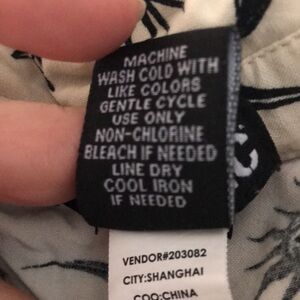 MACHINE
WASH COLD WITH
LIKE COLORS
GENTLE CYCLE
USE ONLY
NON-CHLORINE
BLEACH IF NEEDED
LINE DRY
COOL IRON
IF NEEDED
VENDOR#203082
CITY:SHANGHAI
COO:CHINA